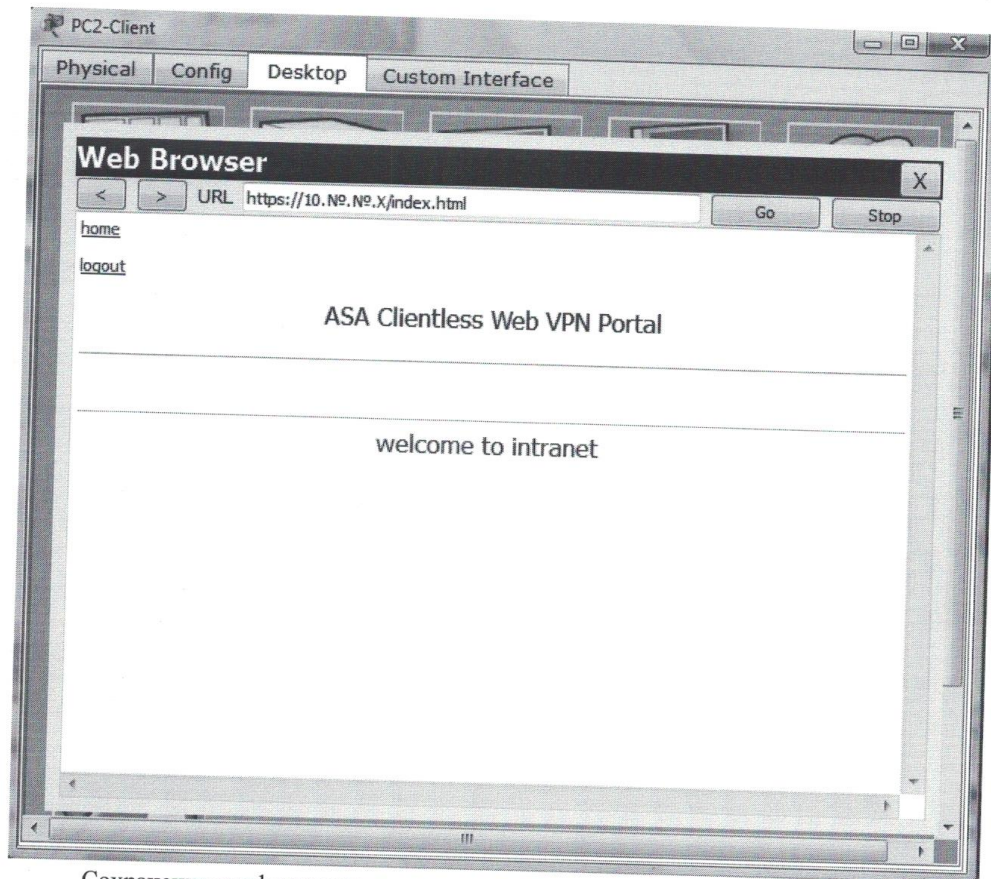 PC2-Client
Physical Config Desktop Custom Interface
Web Browser
X
< > URL https://10.№.№.X/index.html Go Stop
home
logout
ASA Clientless Web VPN Portal
welcome to intranet